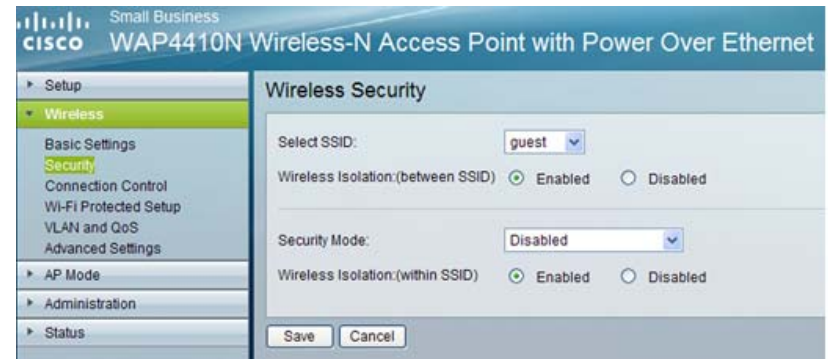 Small Business
CISCO WAP4410N Wireless-N Access Point with Power Over Ethernet
Setup
Wireless
Basic Settings
Security
Connection Control
Wi-Fi Protected Setup
VLAN and QoS
Advanced Settings
AP Mode
Administration
Status
Wireless Security
Select SSID: guest
Wireless Isolation:(between SSID) Enabled Disabled
Security Mode: Disabled
Wireless Isolation:(within SSID) Enabled Disabled
Save Cancel